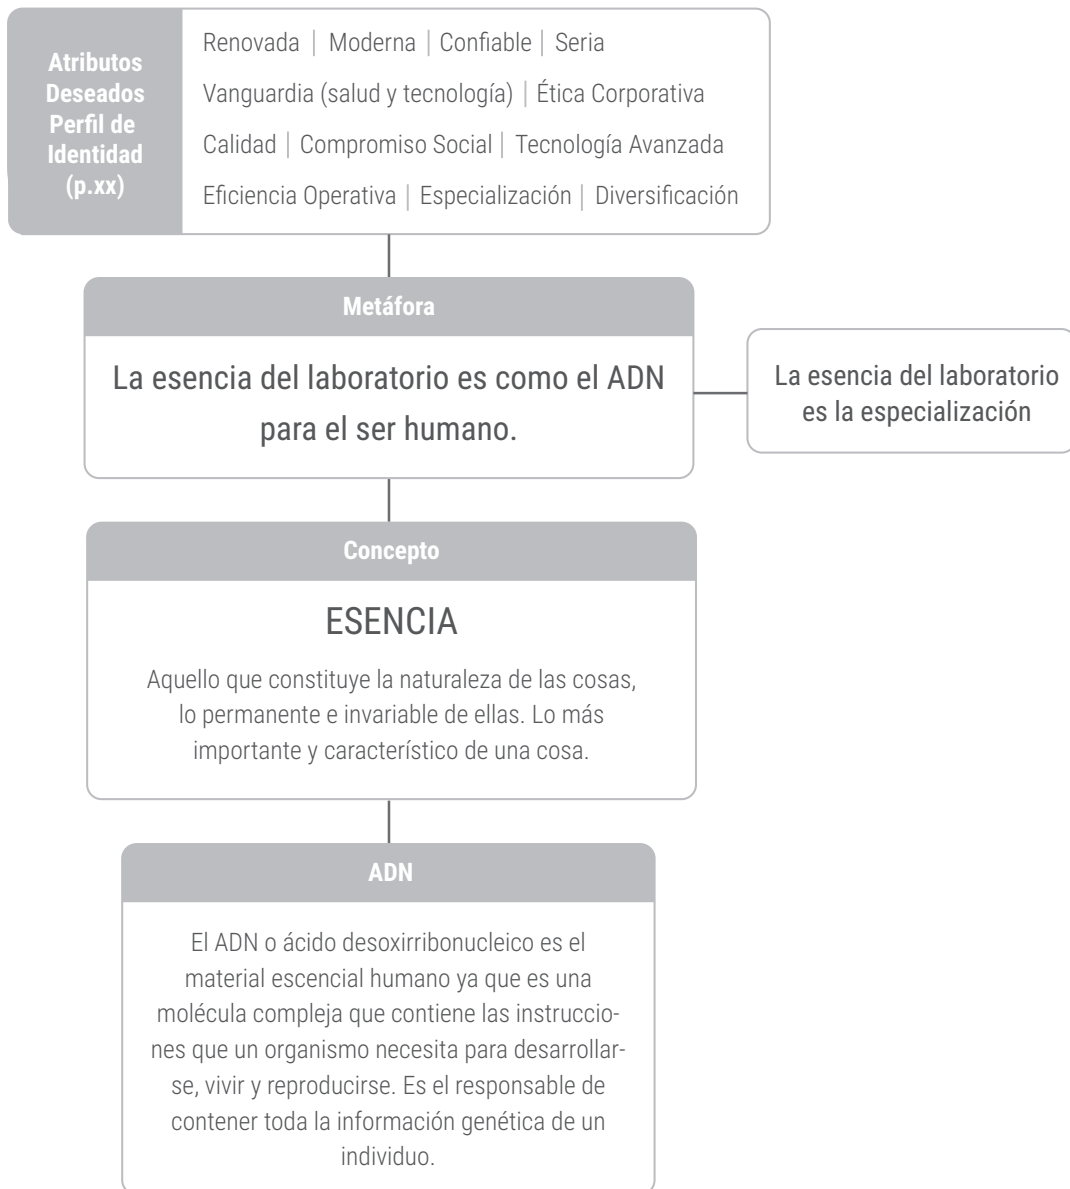 Atributos
Deseados
Perfil de
Identidad
(p.xx)
Renovada | Moderna | Confiable | Seria
Vanguardia (salud y tecnología) | Ética Corporativa
Calidad | Compromiso Social | Tecnología Avanzada
Eficiencia Operativa | Especialización | Diversificación
Metáfora
La esencia del laboratorio es como el ADN
para el ser humano.
La esencia del laboratorio
es la especialización
Concepto
ESENCIA
Aquello que constituye la naturaleza de las cosas,
lo permanente e invariable de ellas. Lo más
importante y característico de una cosa.
ADN
El ADN o ácido desoxirribonucleico es el
material escencial humano ya que es una
molécula compleja que contiene las instruccio-
nes que un organismo necesita para desarrollar-
se, vivir y reproducirse. Es el responsable de
contener toda la información genética de un
individuo.